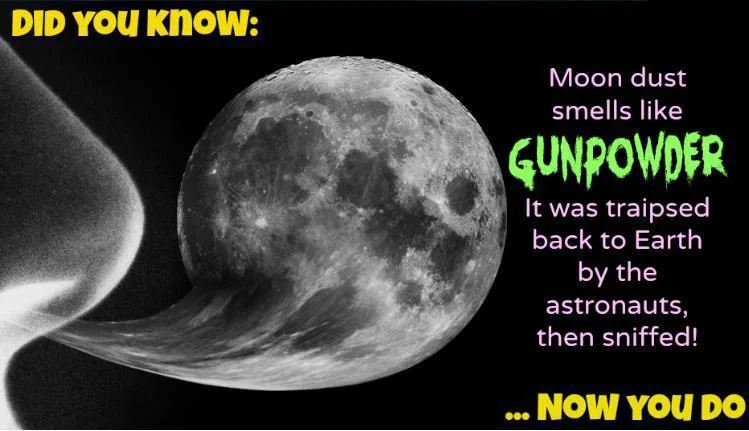 DID YOU KNOW:
Moon dust
smells like
GUNPOWDER
It was traipsed
back to Earth
by the
astronauts,
then sniffed!
... NOW YOU DO